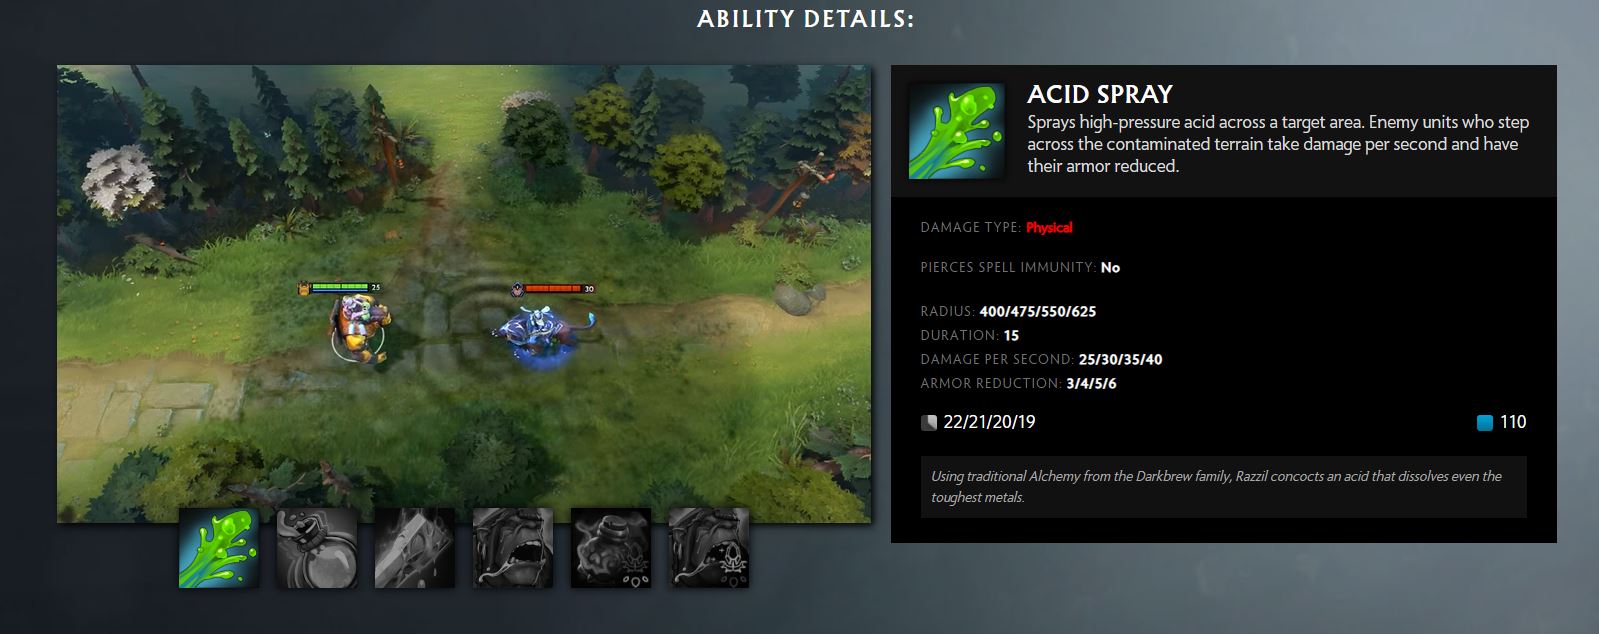 ABILITY DETAILS:
25
30
ACID SPRAY
Sprays high-pressure acid across a target area. Enemy units who step
across the contaminated terrain take damage per second and have
their armor reduced.
DAMAGE TYPE: Physical
PIERCES SPELL IMMUNITY: No
RADIUS: 400/475/550/625
DURATION: 15
DAMAGE PER SECOND: 25/30/35/40
ARMOR REDUCTION: 3/4/5/6
22/21/20/19
110
Using traditional Alchemy from the Darkbrew family, Razzil concocts an acid that dissolves even the
toughest metals.